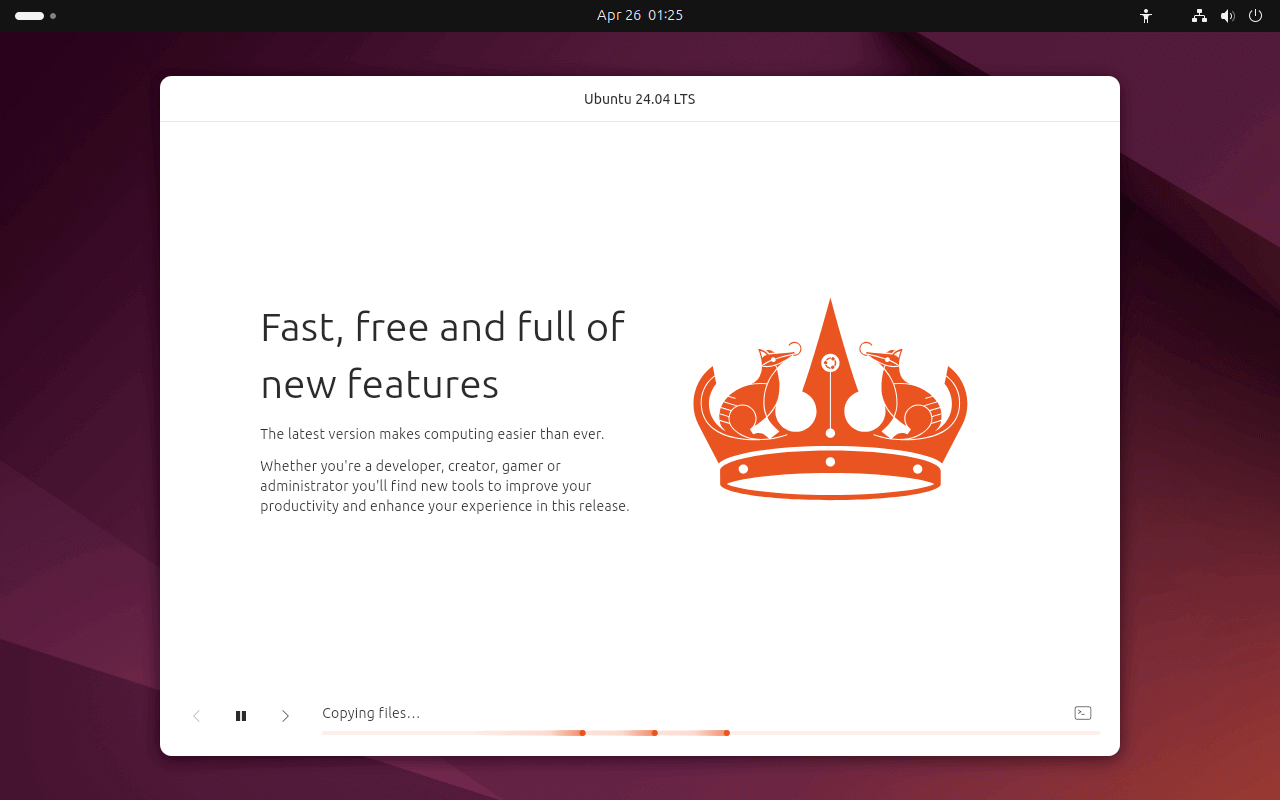 Apr 26 01:25
Ubuntu 24.04 LTS
Fast, free and full of
new features
The latest version makes computing easier than ever.
Whether you're a developer, creator, gamer or
administrator you'll find new tools to improve your
productivity and enhance your experience in this release.
Copying files…